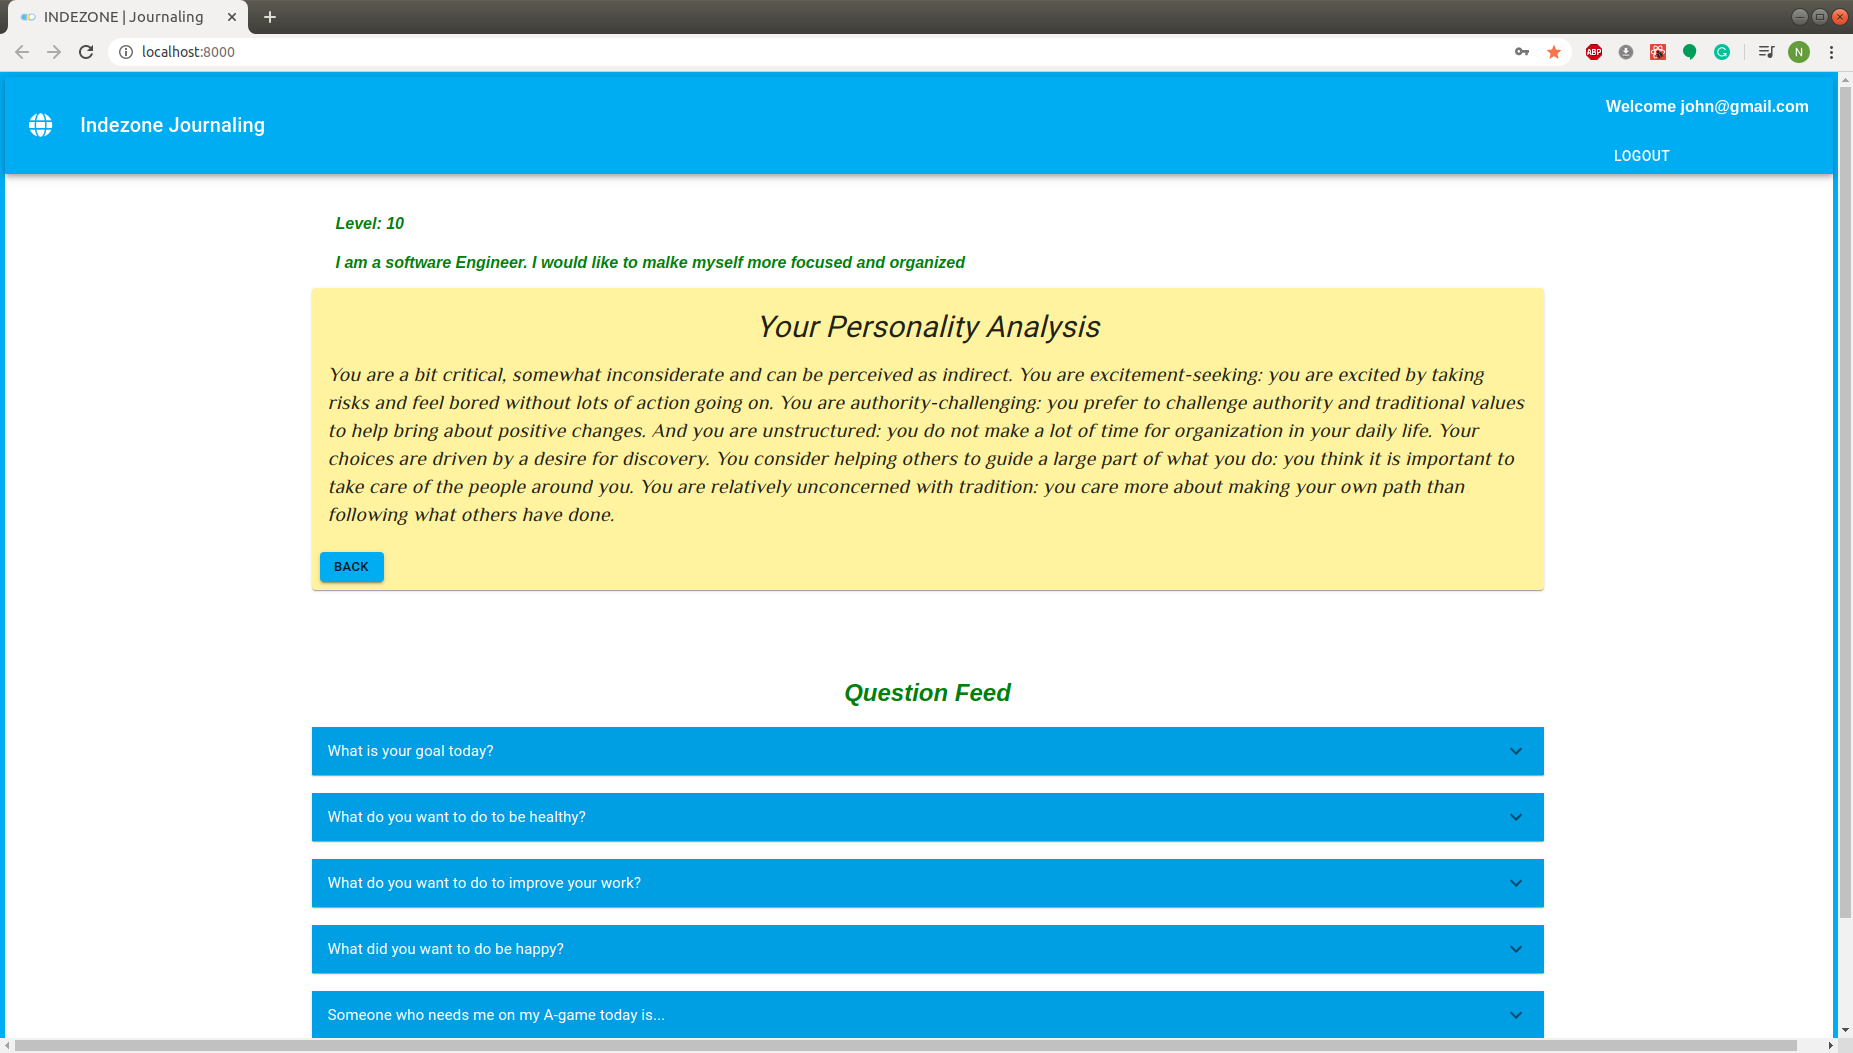 INDEZONE | Journaling
localhost:8000
ABP
G
N
Indezone Journaling
Welcome john@gmail.com
LOGOUT
Level: 10
I am a software Engineer. I would like to malke myself more focused and organized
Your Personality Analysis
You are a bit critical, somewhat inconsiderate and can be perceived as indirect. You are excitement-seeking: you are excited by taking
risks and feel bored without lots of action going on. You are authority-challenging: you prefer to challenge authority and traditional values
to help bring about positive changes. And you are unstructured: you do not make a lot of time for organization in your daily life. Your
choices are driven by a desire for discovery. You consider helping others to guide a large part of what you do: you think it is important to
take care of the people around you. You are relatively unconcerned with tradition: you care more about making your own path than
following what others have done.
BACK
Question Feed
What is your goal today?
What do you want to do to be healthy?
What do you want to do to improve your work?
What did you want to do be happy?
Someone who needs me on my A-game today is...